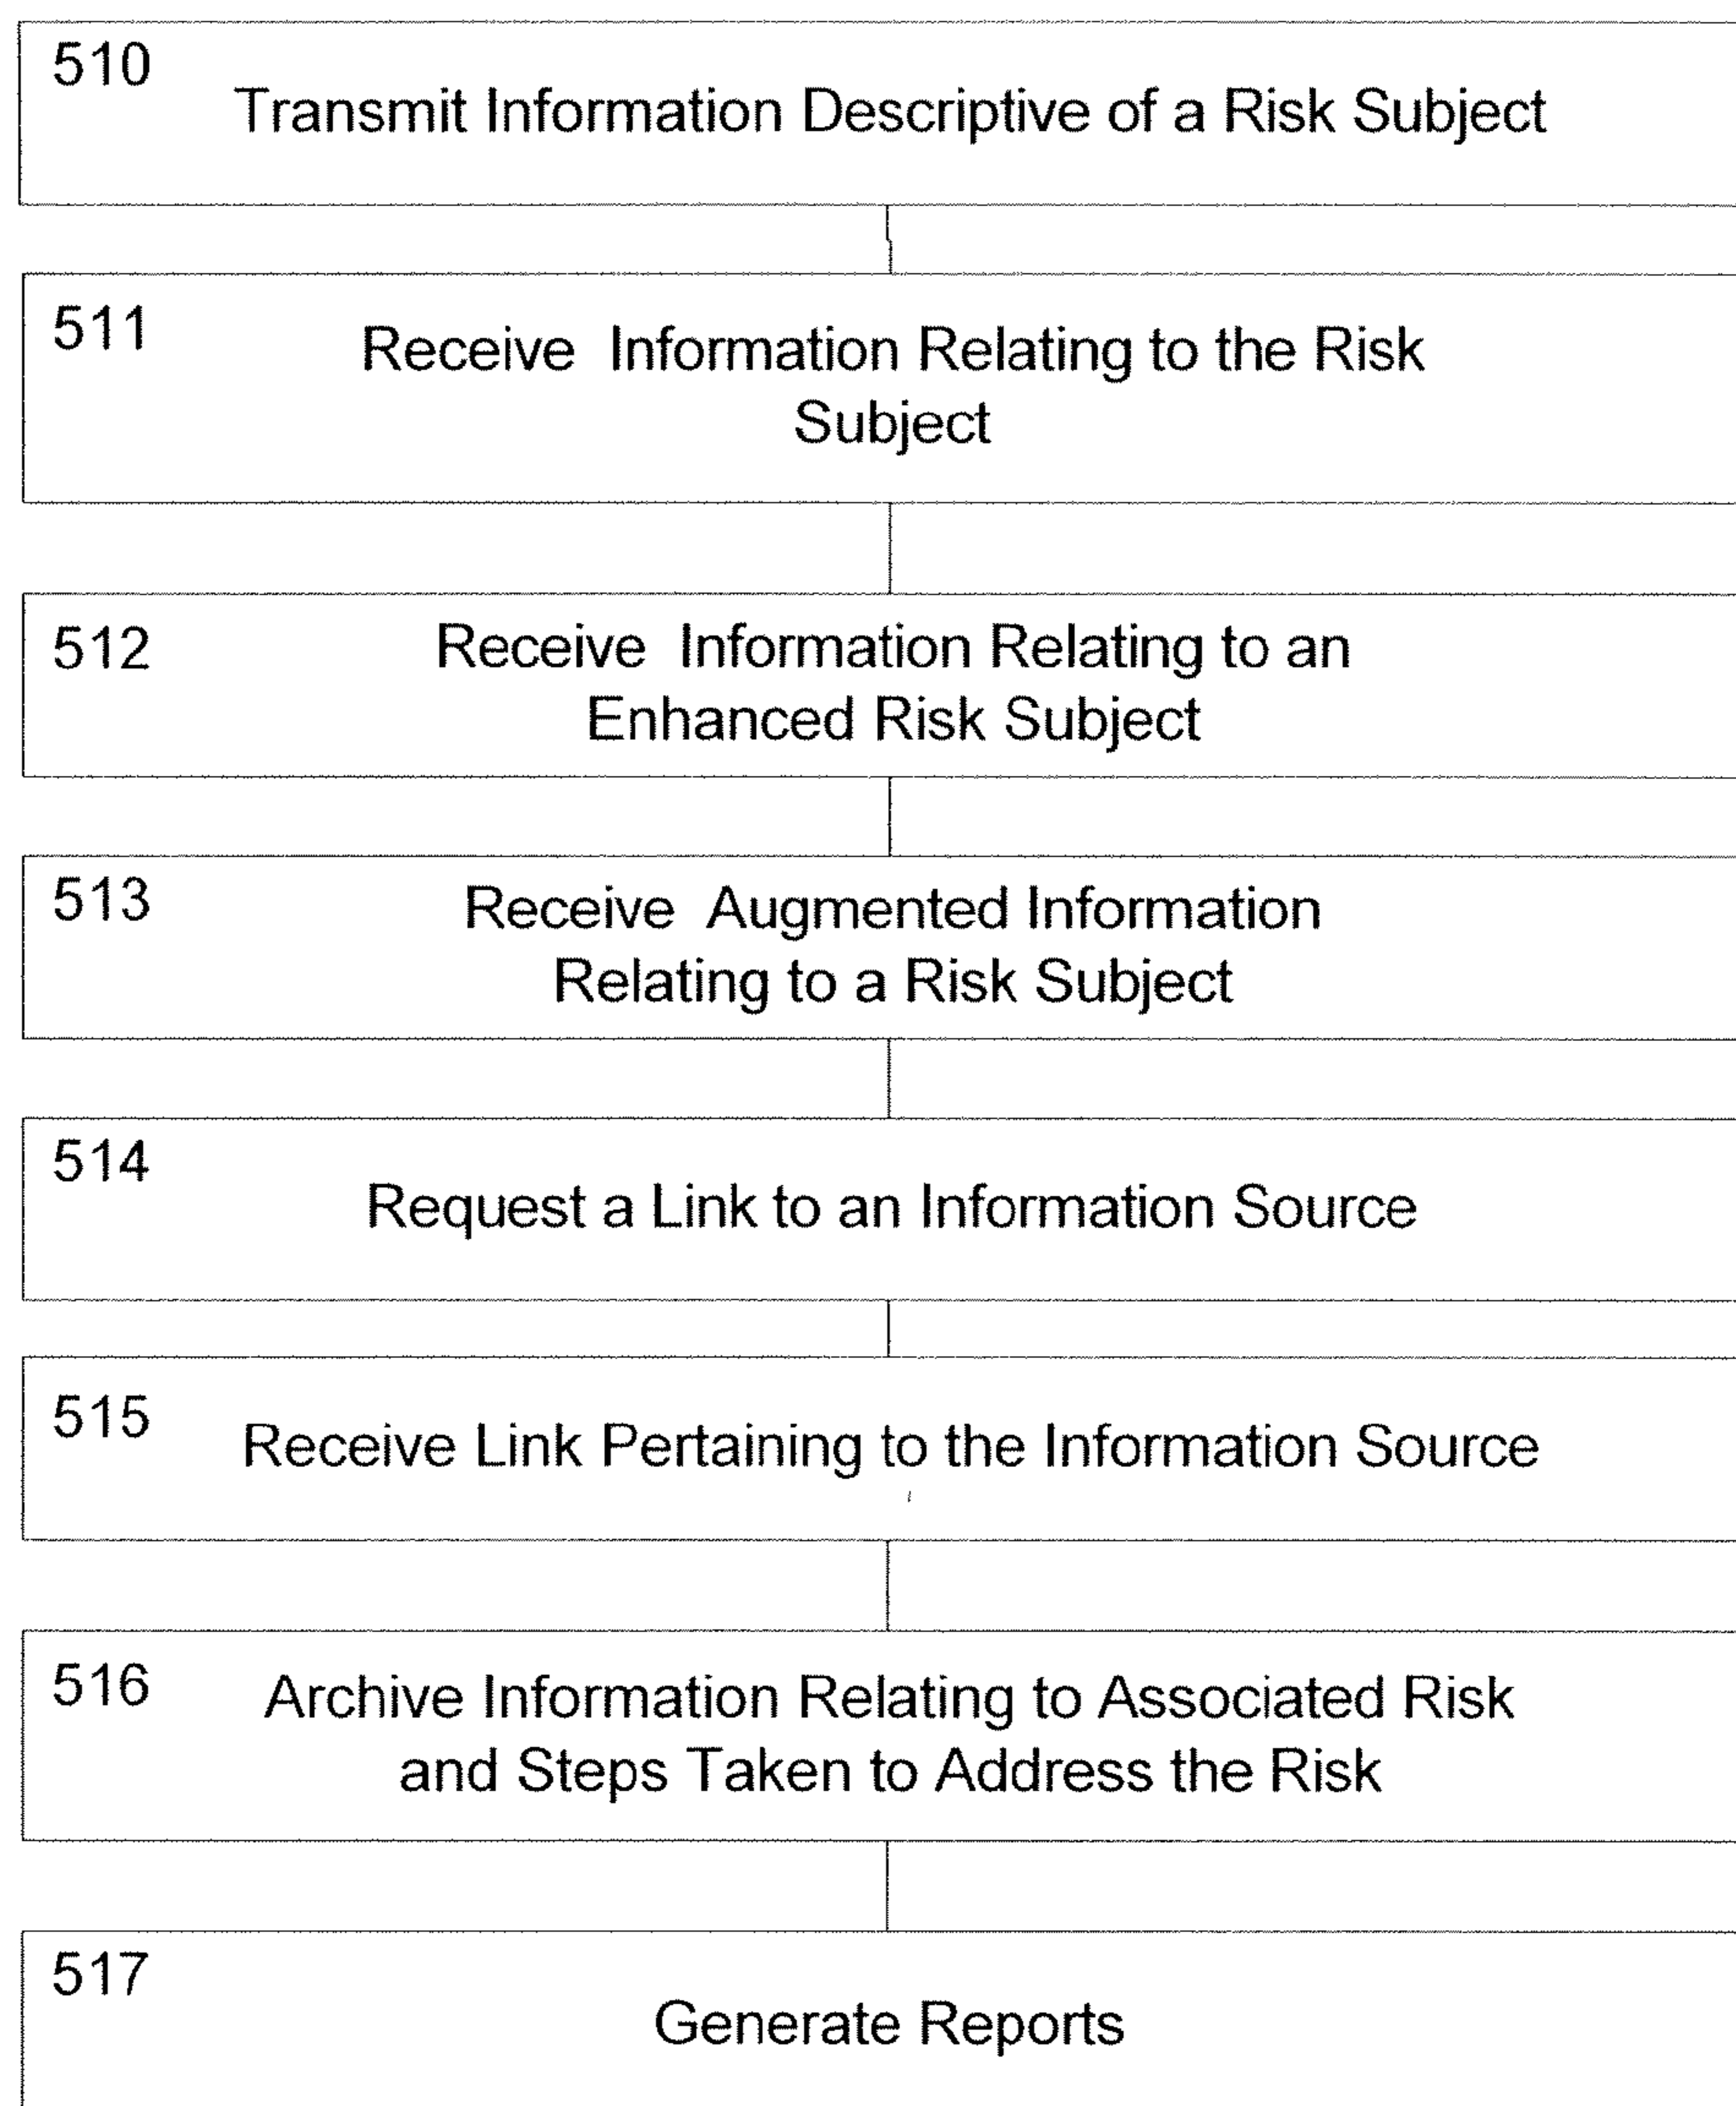 510
Transmit Information Descriptive of a Risk Subject
511
Receive Information Relating to the Risk
Subject
512
Receive Information Relating to an
Enhanced Risk Subject
513
Receive Augmented Information
Relating to a Risk Subject
514
Request a Link to an Information Source
515
Receive Link Pertaining to the Information Source
516
Archive Information Relating to Associated Risk
and Steps Taken to Address the Risk
517
Generate Reports